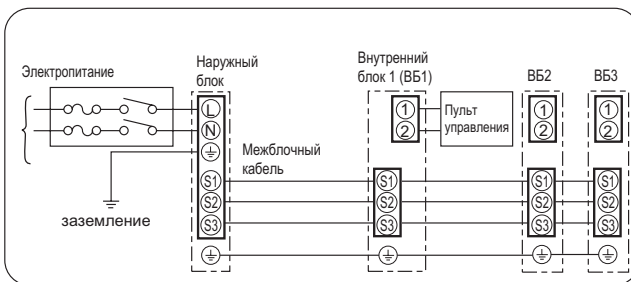 Электропитание
Наружный
блок
Внутренний
блок 1 (ВБ1)
ВБ2
ВБ3
L
N
1
2
Пульт
управления
1
2
1
2
Межблочный
кабель
S1
S2
S3
S1
S2
S3
S1
S2
S3
S1
S2
S3
заземление